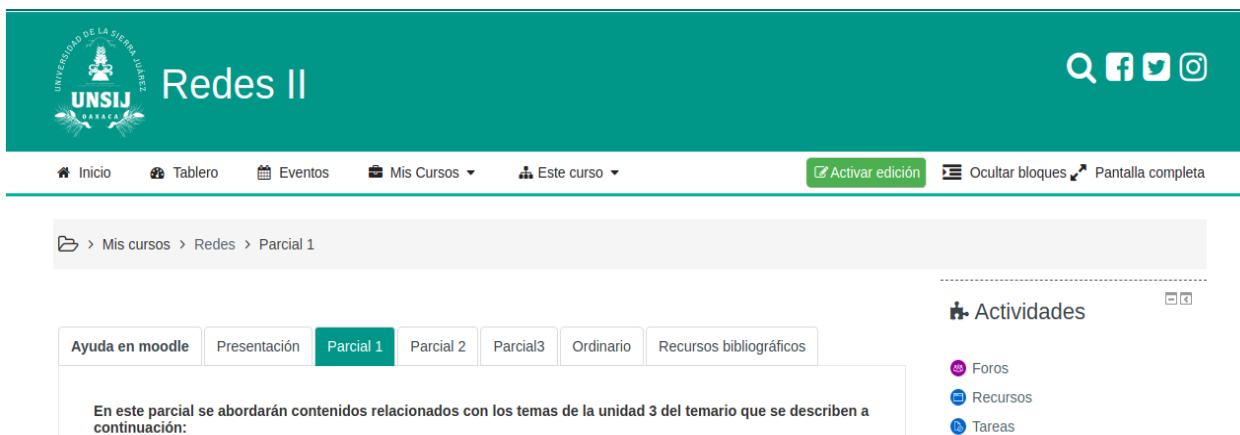 UNIVERSIDAD DE LA SIERRA JUÁREZ
UNSIJ
OAXACA
Redes II
Inicio Tablero Eventos Mis Cursos Este curso Activar edición Ocultar bloques Pantalla completa
> Mis cursos > Redes > Parcial 1
Actividades
Ayuda en moodle Presentación Parcial 1 Parcial 2 Parcial3 Ordinario Recursos bibliográficos
Foros
Recursos
Tareas
En este parcial se abordarán contenidos relacionados con los temas de la unidad 3 del temario que se describen a
continuación: